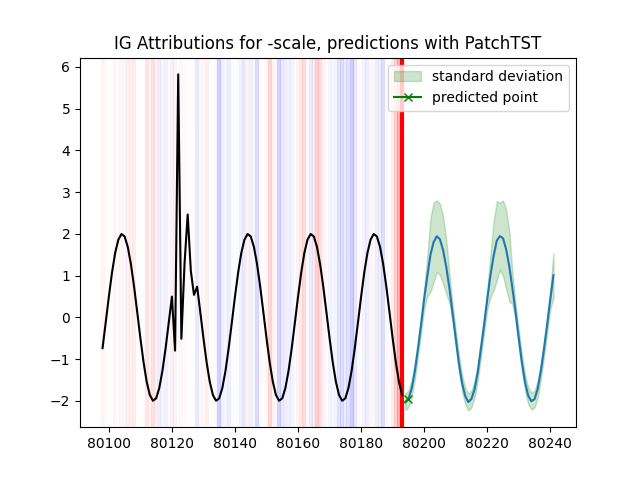 IG Attributions for -scale, predictions with PatchTST
6
5
4
3
2
1
0
−1
−2
standard deviation
predicted point
80100 80120 80140 80160 80180 80200 80220 80240